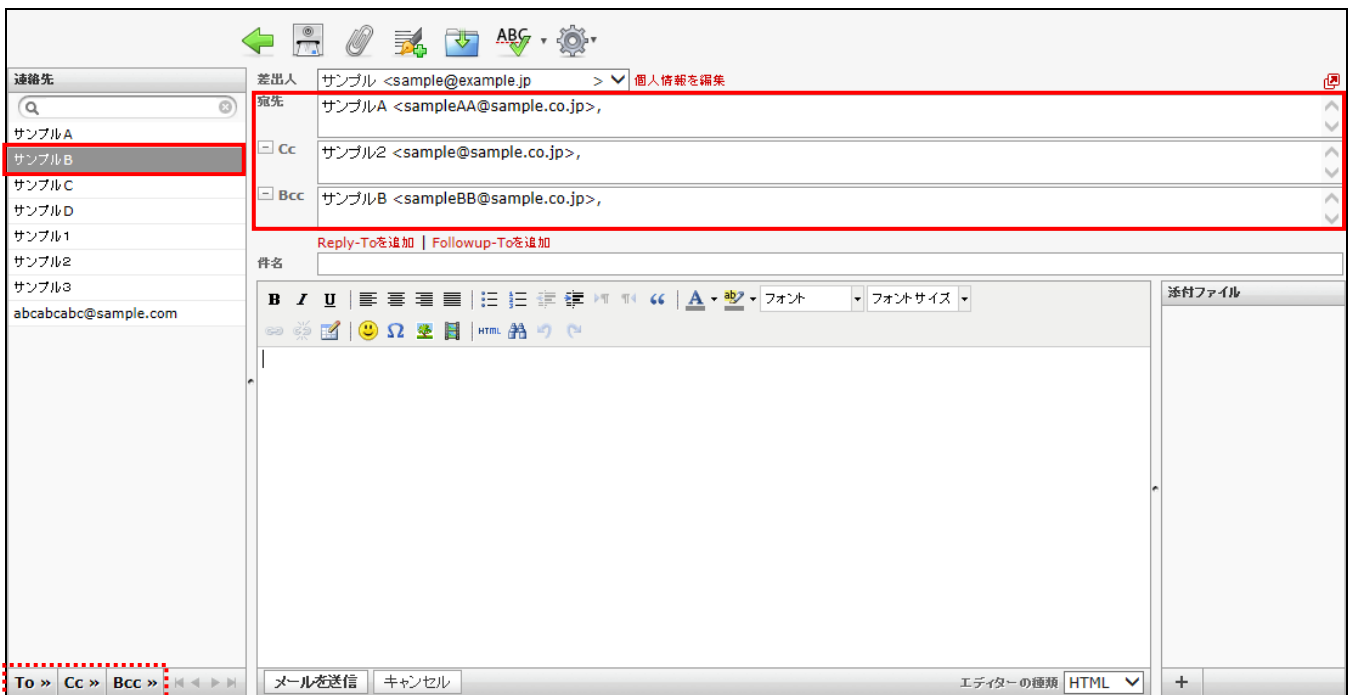 ABC
連絡先
差出人 サンプル <sample@example.jp > 個人情報を編集
宛先 サンプルA <sampleAA@sample.co.jp>,
サンプルA
サンプルB
Cc サンプル2 <sample@sample.co.jp>,
サンプルC
Bcc サンプルB <sampleBB@sample.co.jp>,
サンプルD
サンプル1
Reply-Toを追加 | Followup-Toを追加
サンプル2
件名
サンプル3
abcabcabc@sample.com
B I U A ab フォント フォントサイズ
添付ファイル
Ω HTML
To » Cc » Bcc »
メールを送信 キャンセル
エディターの種類 HTML
+